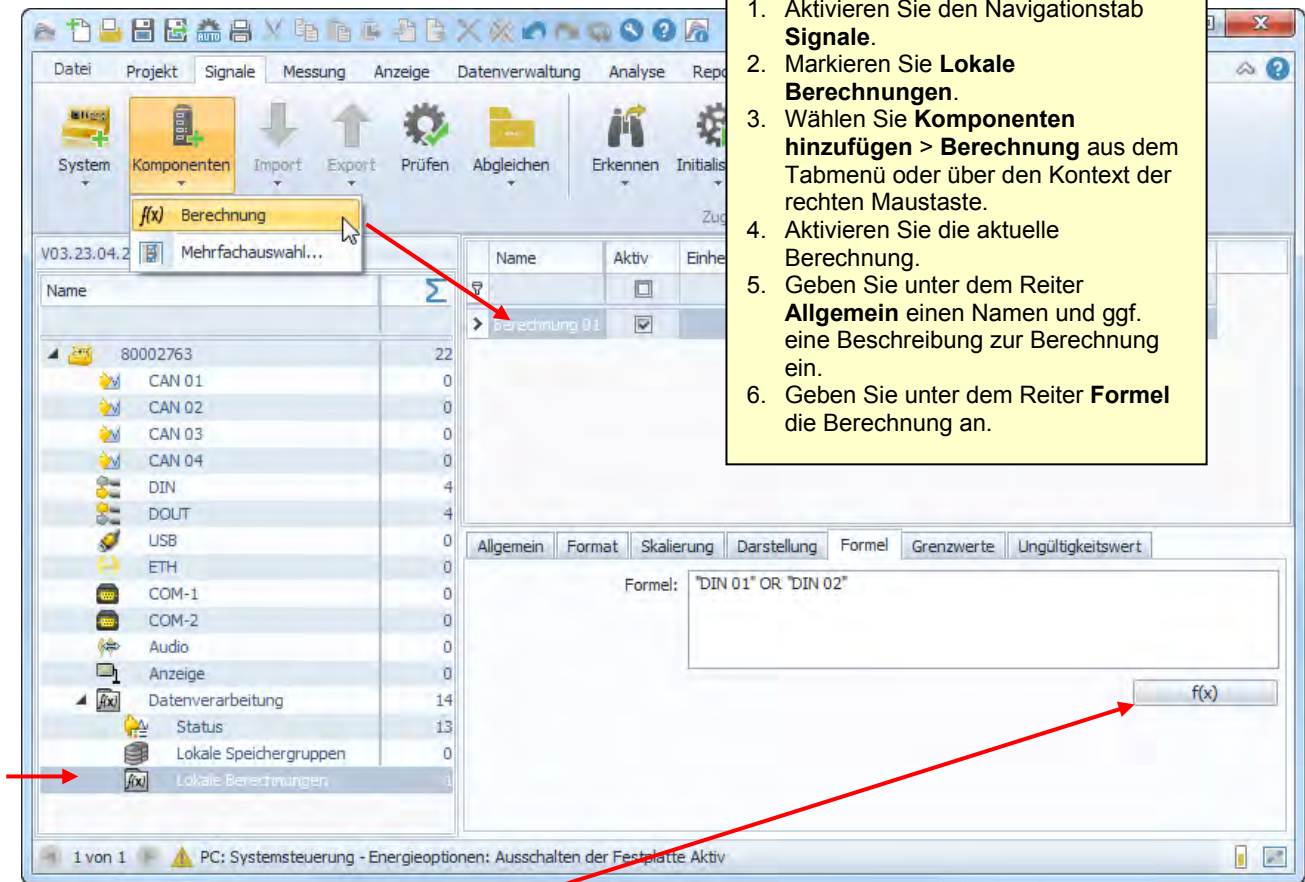 Datei Projekt Signale Messung Anzeige Datenverwaltung Analyse
System Komponenten Import Export Prüfen Abgleichen Erkennen
AUTO
f(x) Berechnung
Mehrfachauswahl...
1. Aktivieren Sie den Navigationstab
Signale.
2. Markieren Sie Lokale
Berechnungen.
3. Wählen Sie Komponenten
hinzufügen > Berechnung aus dem
Tabmenü oder über den Kontext der
rechten Maustaste.
4. Aktivieren Sie die aktuelle
Berechnung.
5. Geben Sie unter dem Reiter
Allgemein einen Namen und ggf.
eine Beschreibung zur Berechnung
ein.
6. Geben Sie unter dem Reiter Formel
die Berechnung an.
V03.23.04.2
Name Σ
80002763 22
CAN 01 0
CAN 02 0
CAN 03 0
CAN 04 0
DIN 4
DOUT 4
USB 0
ETH 0
COM-1 0
COM-2 0
Audio 0
Anzeige 0
f(x) Datenverarbeitung 14
Status 13
Lokale Speichergruppen 0
f(x) Lokale Berechnungen 1
Name Aktiv Einhe
Berechnung 01
Allgemein Format Skalierung Darstellung Formel Grenzwerte Ungültigkeitswert
Formel: "DIN 01" OR "DIN 02"
f(x)
1 von 1 PC: Systemsteuerung - Energieoptionen: Ausschalten der Festplatte Aktiv